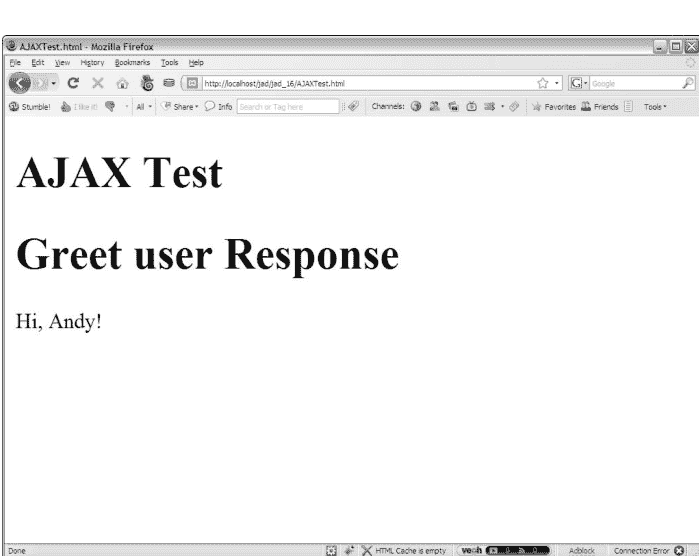 AJAXTest.html - Mozilla Firefox
File Edit View History Bookmarks Tools Help
http://localhost/jad/jad_16/AJAXTest.html
G Google
Stumble! I like it! All Share Info Search or Tag here Channels: Favorites Friends Tools
AJAX Test
Greet user Response
Hi, Andy!
Done HTML Cache is empty veoh Adblock Connection Error